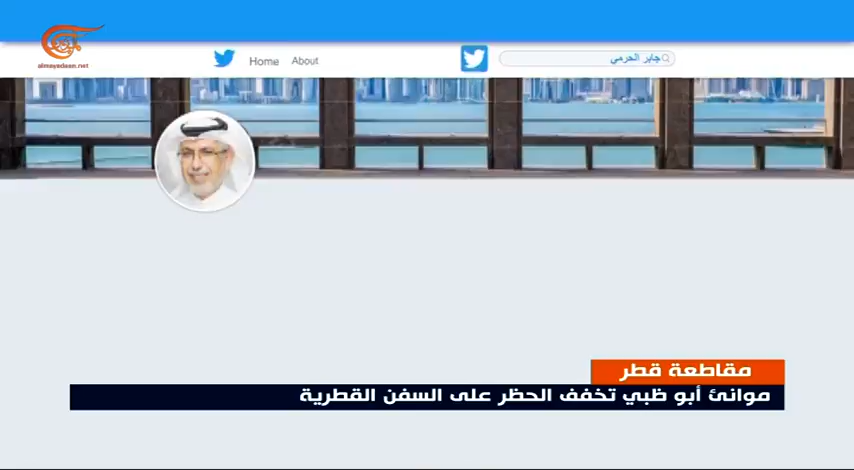 almayadeen.net
Home About جابر الحرمي
مقاطعة قطر
موانئ أبو ظبي تخفف الحظر على السفن القطرية